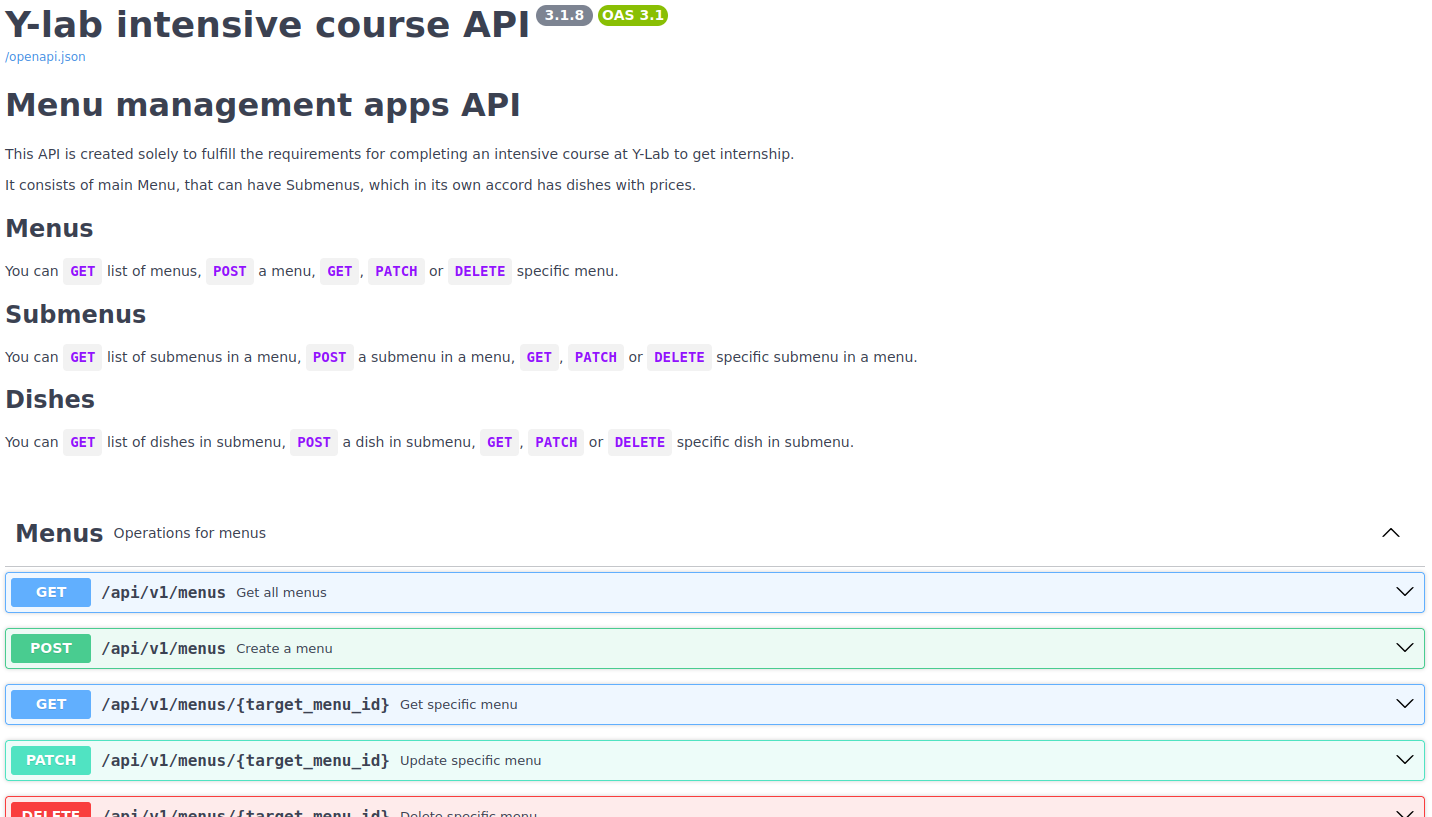 Y-lab intensive course API 3.1.8 OAS 3.1
/openapi.json
Menu management apps API
This API is created solely to fulfill the requirements for completing an intensive course at Y-Lab to get internship.
It consists of main Menu, that can have Submenus, which in its own accord has dishes with prices.
Menus
You can GET list of menus, POST a menu, GET , PATCH or DELETE specific menu.
Submenus
You can GET list of submenus in a menu, POST a submenu in a menu, GET , PATCH or DELETE specific submenu in a menu.
Dishes
You can GET list of dishes in submenu, POST a dish in submenu, GET , PATCH or DELETE specific dish in submenu.
Menus Operations for menus
GET /api/v1/menus Get all menus
POST /api/v1/menus Create a menu
GET /api/v1/menus/{target_menu_id} Get specific menu
PATCH /api/v1/menus/{target_menu_id} Update specific menu
DELETE /api/v1/menus/{target_menu_id} Delete specific menu